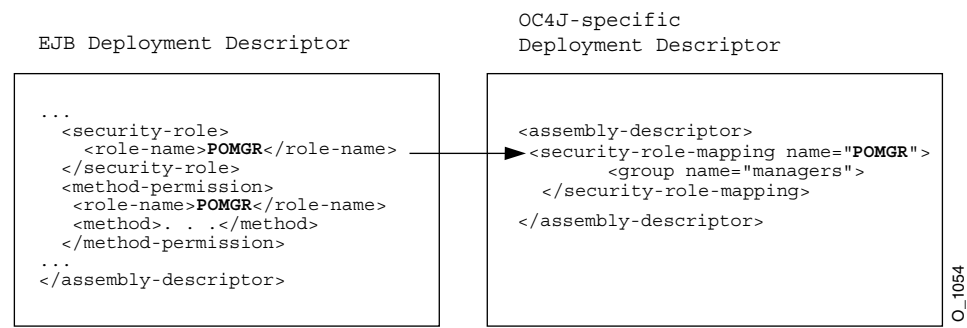 EJB Deployment Descriptor
...
<security-role>
<role-name>POMGR</role-name>
</security-role>
<method-permission>
<role-name>POMGR</role-name>
<method>. . .</method>
</method-permission>
...
</assembly-descriptor>
OC4J-specific
Deployment Descriptor
<assembly-descriptor>
<security-role-mapping name="POMGR">
<group name="managers">
</security-role-mapping>
</assembly-descriptor>
O_1054